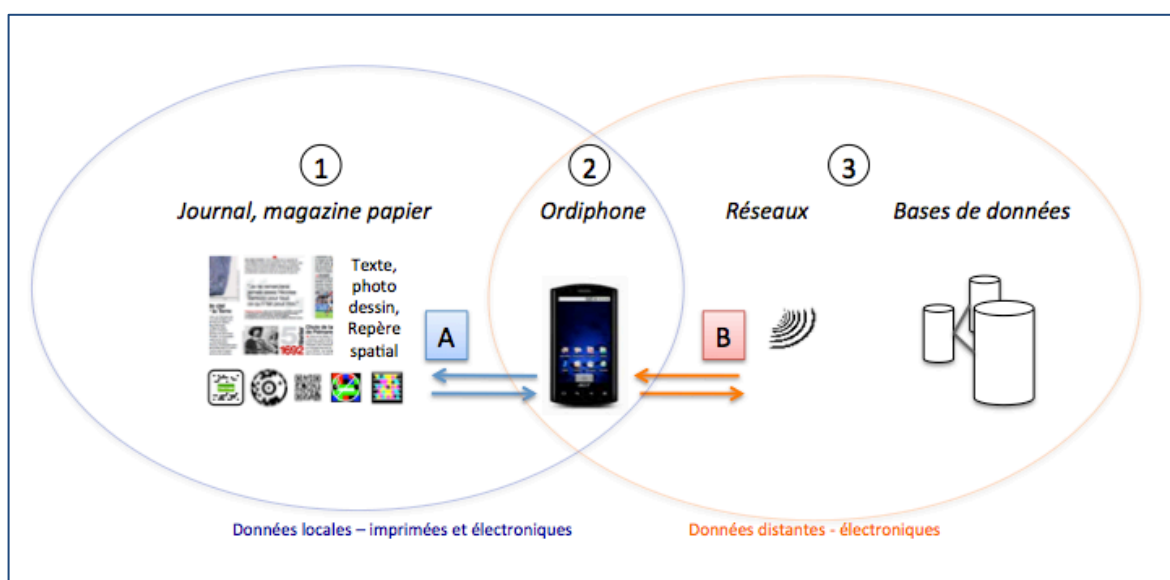 1
2
3
Journal, magazine papier
Ordiphone
Réseaux
Bases de données
Texte,
photo
dessin,
Repère
spatial
A
B
1692
Données locales – imprimées et électroniques
Données distantes - électroniques